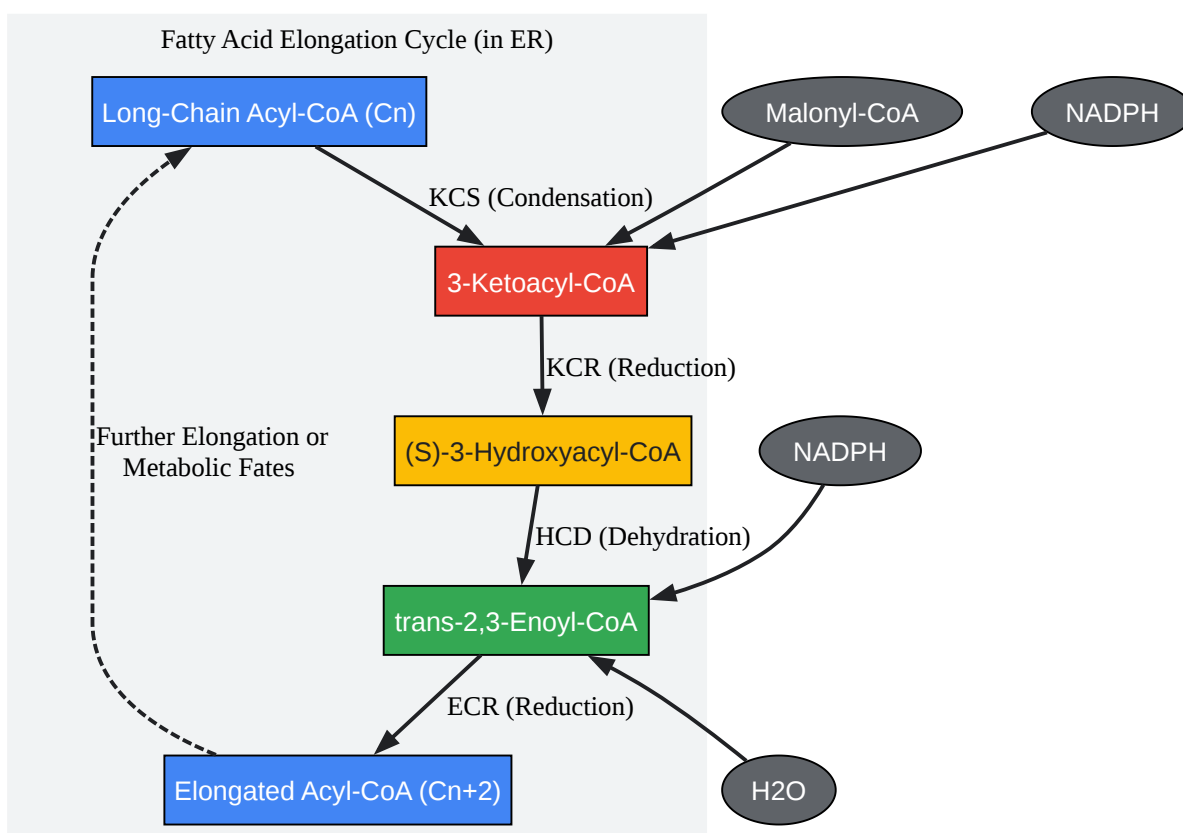 Fatty Acid Elongation Cycle (in ER)
Long-Chain Acyl-CoA (Cn)
Malonyl-CoA
NADPH
KCS (Condensation)
3-Ketoacyl-CoA
KCR (Reduction)
Further Elongation or
Metabolic Fates
(S)-3-Hydroxyacyl-CoA
NADPH
HCD (Dehydration)
trans-2,3-Enoyl-CoA
ECR (Reduction)
Elongated Acyl-CoA (Cn+2)
H2O